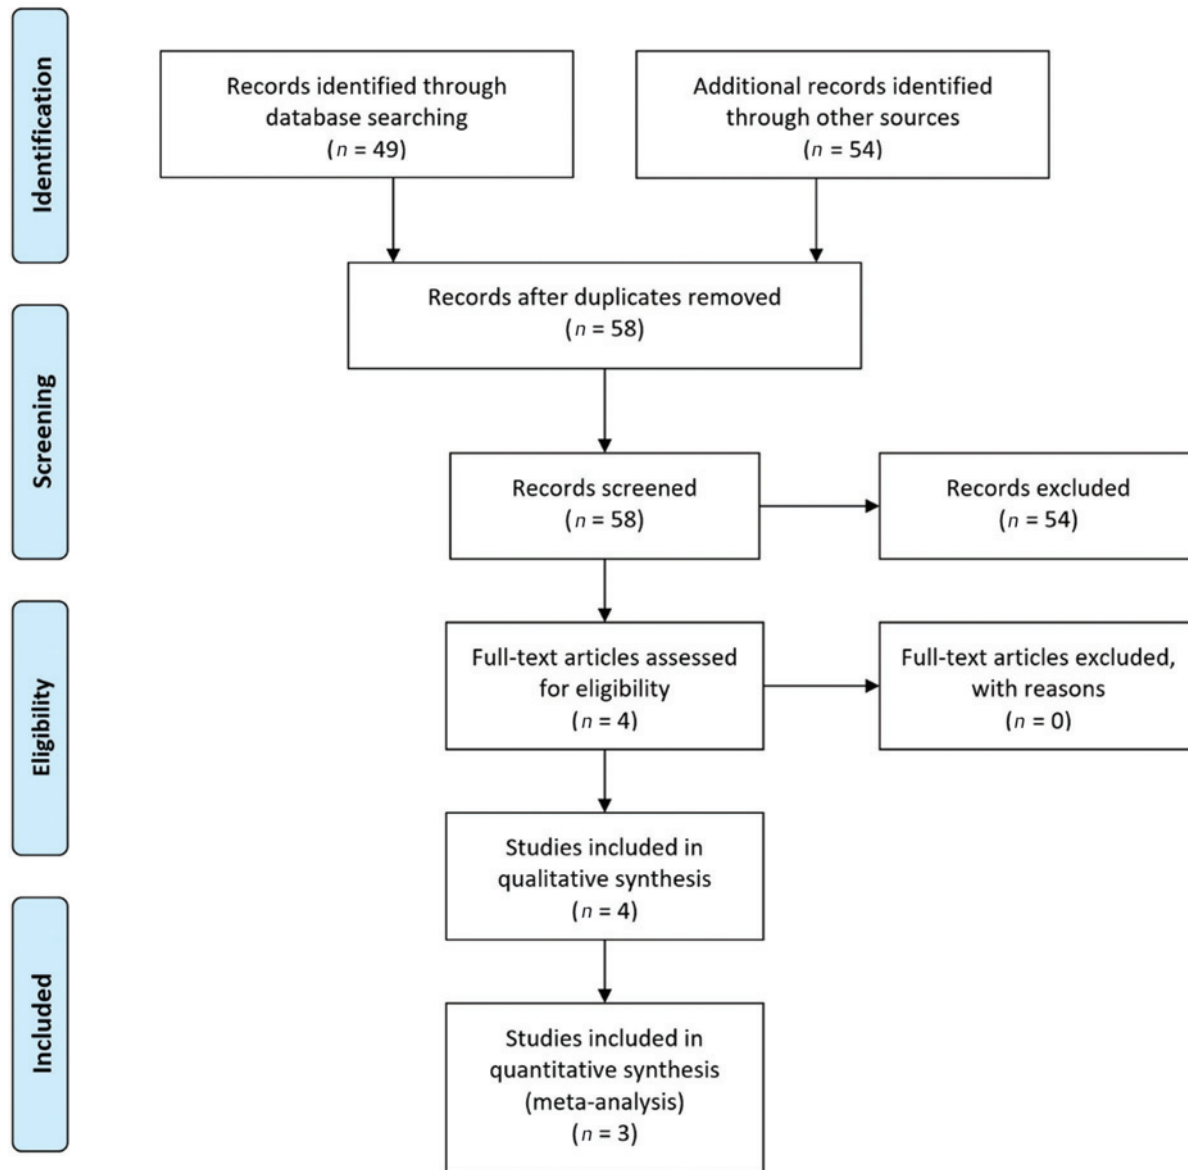 Identification
Records identified through
database searching
(n = 49)
Additional records identified
through other sources
(n = 54)
Records after duplicates removed
(n = 58)
Screening
Records screened
(n = 58)
Records excluded
(n = 54)
Eligibility
Full-text articles assessed
for eligibility
(n = 4)
Full-text articles excluded,
with reasons
(n = 0)
Studies included in
qualitative synthesis
(n = 4)
Included
Studies included in
quantitative synthesis
(meta-analysis)
(n = 3)